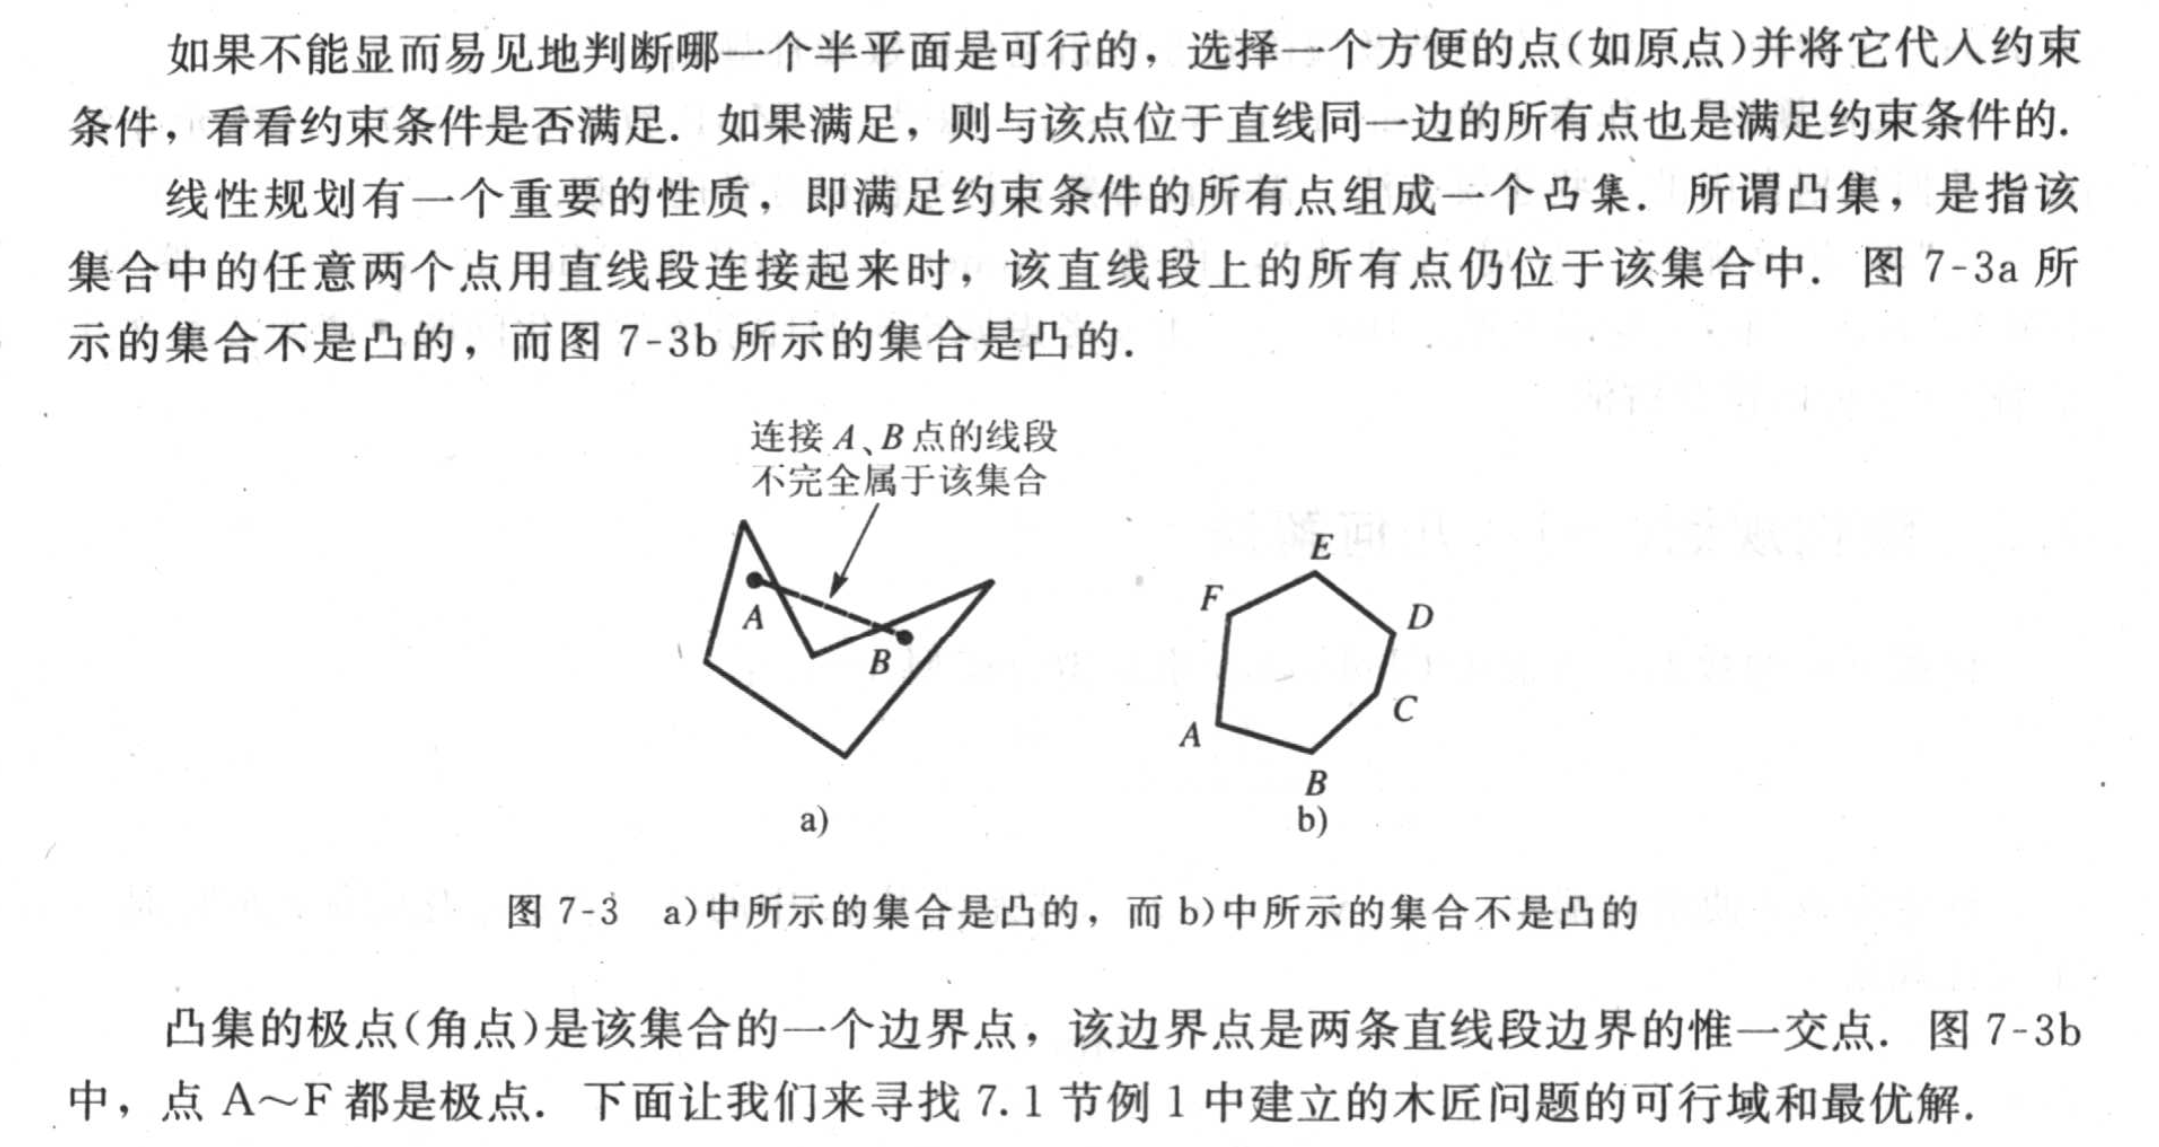 如果不能显而易见地判断哪一个半平面是可行的，选择一个方便的点(如原点)并将它代入约束
条件，看看约束条件是否满足．如果满足，则与该点位于直线同一边的所有点也是满足约束条件的．
线性规划有一个重要的性质，即满足约束条件的所有点组成一个凸集．所谓凸集，是指该
集合中的任意两个点用直线段连接起来时，该直线段上的所有点仍位于该集合中．图 7-3a 所
示的集合不是凸的，而图 7-3b 所示的集合是凸的．
连接 A、B 点的线段
不完全属于该集合
A
B
a)
E
F
D
C
A
B
b)
图 7-3 a)中所示的集合是凸的，而 b)中所示的集合不是凸的
凸集的极点(角点)是该集合的一个边界点，该边界点是两条直线段边界的惟一交点．图 7-3b
中，点 A～F 都是极点．下面让我们来寻找 7.1 节例 1 中建立的木匠问题的可行域和最优解．